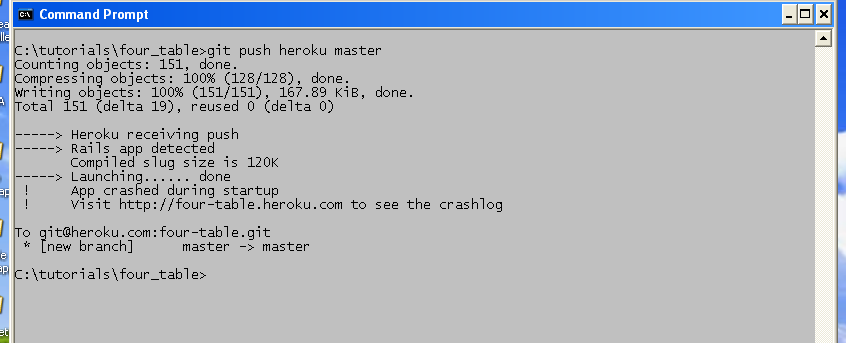 Command Prompt
C:\tutorials\four_table>git push heroku master
Counting objects: 151, done.
Compressing objects: 100% (128/128), done.
Writing objects: 100% (151/151), 167.89 KiB, done.
Total 151 (delta 19), reused 0 (delta 0)
-----> Heroku receiving push
-----> Rails app detected
Compiled slug size is 120K
-----> Launching...... done
! App crashed during startup
! Visit http://four-table.heroku.com to see the crashlog
To git@heroku.com:four-table.git
* [new branch] master -> master
C:\tutorials\four_table>